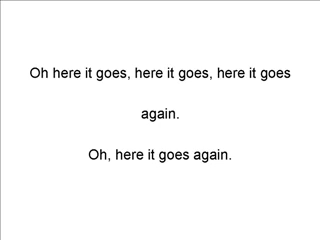 Oh here it goes, here it goes, here it goes
again.
Oh, here it goes again.